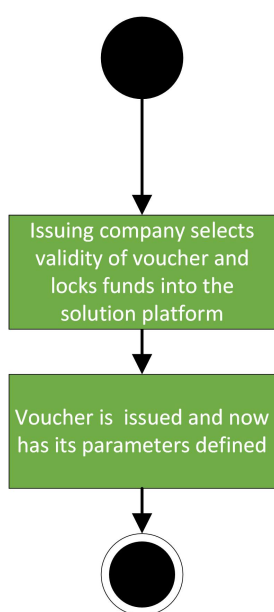 Issuing company selects
validity of voucher and
locks funds into the
solution platform
Voucher is  issued and now
has its parameters defined